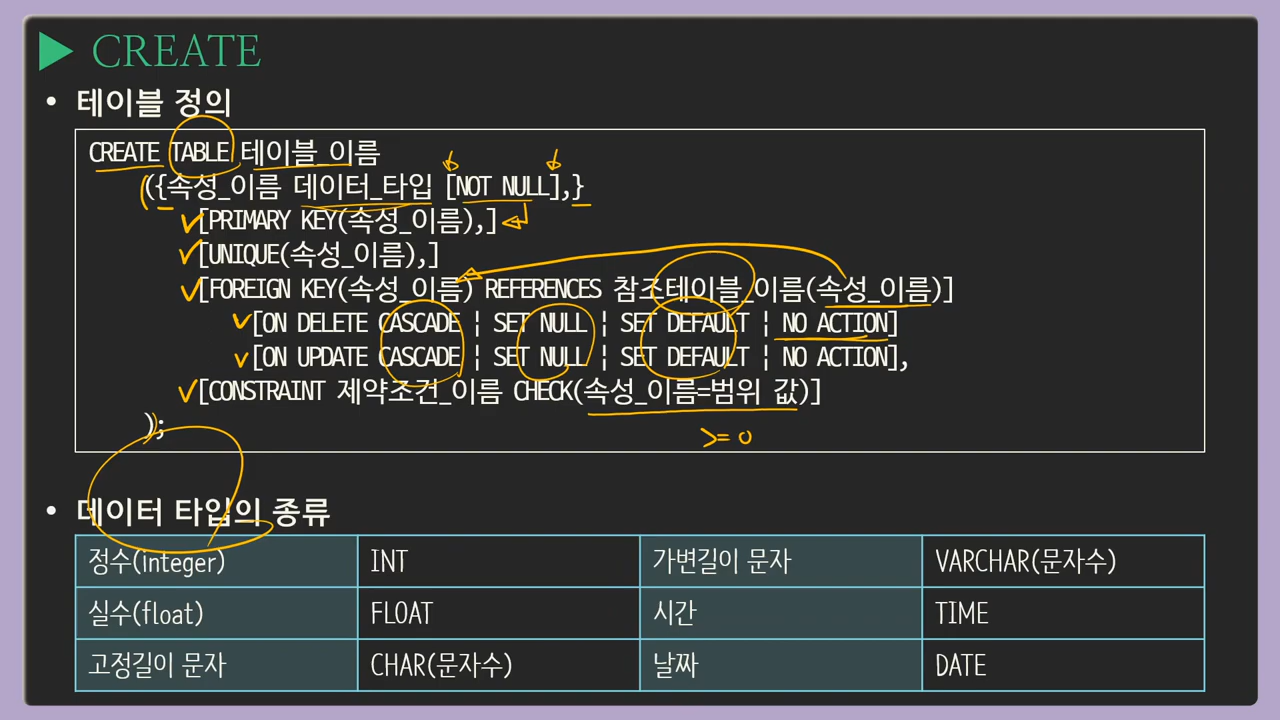 CREATE
• 테이블 정의
CREATE TABLE 테이블_이름
({속성_이름 데이터_타입 [NOT NULL],}
[PRIMARY KEY(속성_이름),]
[UNIQUE(속성_이름),]
[FOREIGN KEY(속성_이름) REFERENCES 참조테이블_이름(속성_이름)]
[ON DELETE CASCADE ¦ SET NULL ¦ SET DEFAULT ¦ NO ACTION]
[ON UPDATE CASCADE ¦ SET NULL ¦ SET DEFAULT ¦ NO ACTION],
[CONSTRAINT 제약조건_이름 CHECK(속성_이름=범위 값)]
);
>= 0
• 데이터 타입의 종류
정수(integer) INT 가변길이 문자 VARCHAR(문자수)
실수(float) FLOAT 시간 TIME
고정길이 문자 CHAR(문자수) 날짜 DATE